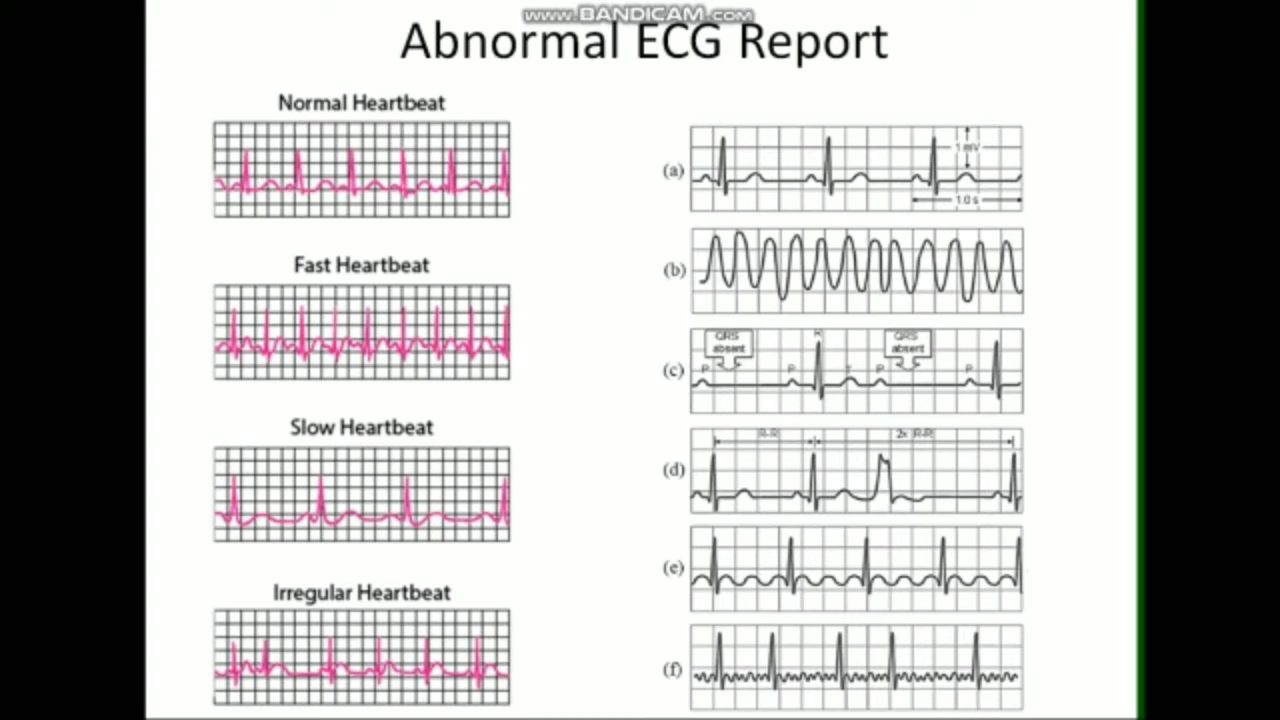 www.BANDICAM.com
Abnormal ECG Report
Normal Heartbeat
Fast Heartbeat
Slow Heartbeat
Irregular Heartbeat
(a)
1 mV
1.0 s
(b)
(c)
QRS
absent
QRS
absent
P
P
T
P
P
(d)
R-R
2x R-R
(e)
(f)